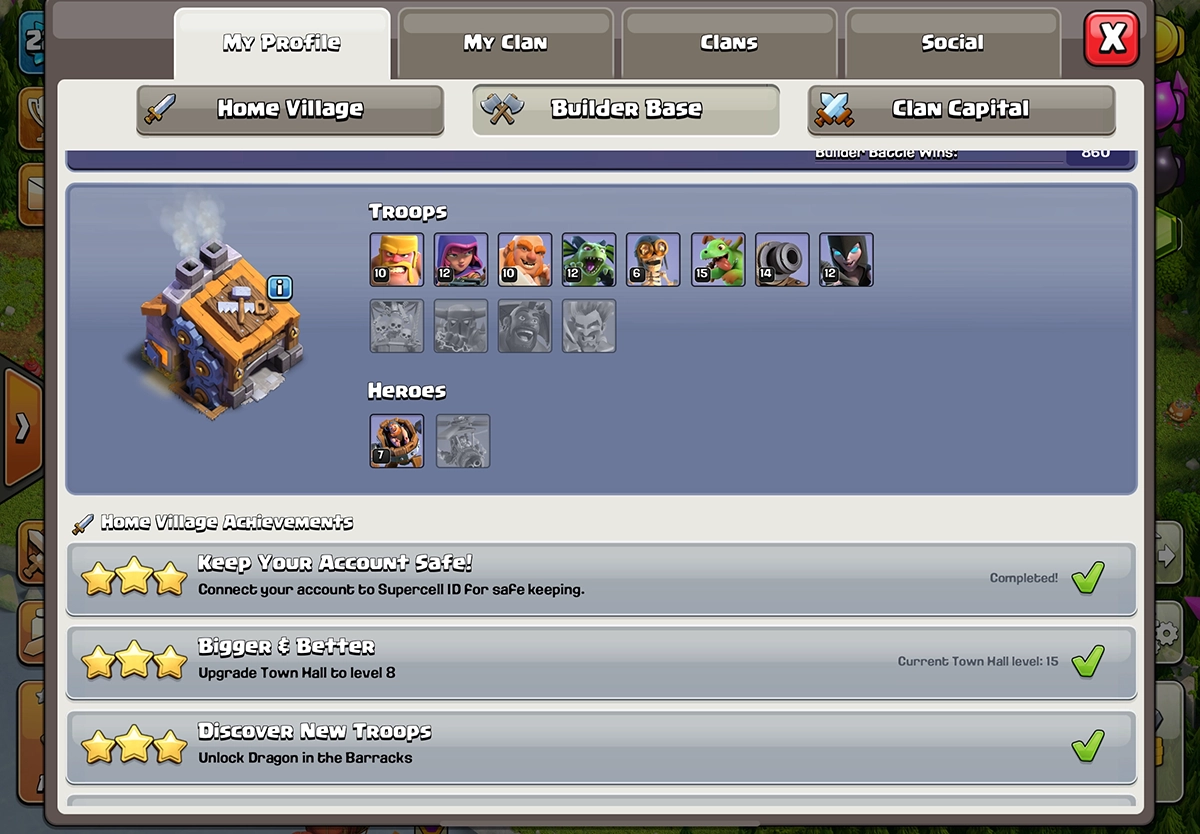 My Profile
My Clan
Clans
Social
X
Home Village
Builder Base
Clan Capital
Builder Battle Wins:
860
Troops
10
12
10
12
6
15
14
12
Heroes
7
Home Village Achievements
Keep Your Account Safe!
Connect your account to Supercell ID for safe keeping.
Completed!
Bigger & Better
Upgrade Town Hall to level 8
Current Town Hall level: 15
Discover New Troops
Unlock Dragon in the Barracks